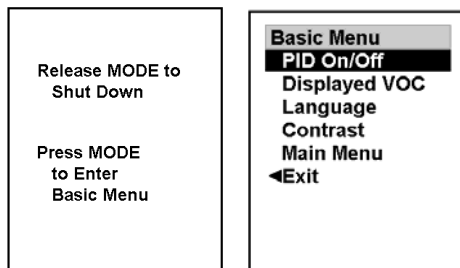 Release MODE to
Shut Down
Press MODE
to Enter
Basic Menu
Basic Menu
PID On/Off
Displayed VOC
Language
Contrast
Main Menu
◄Exit